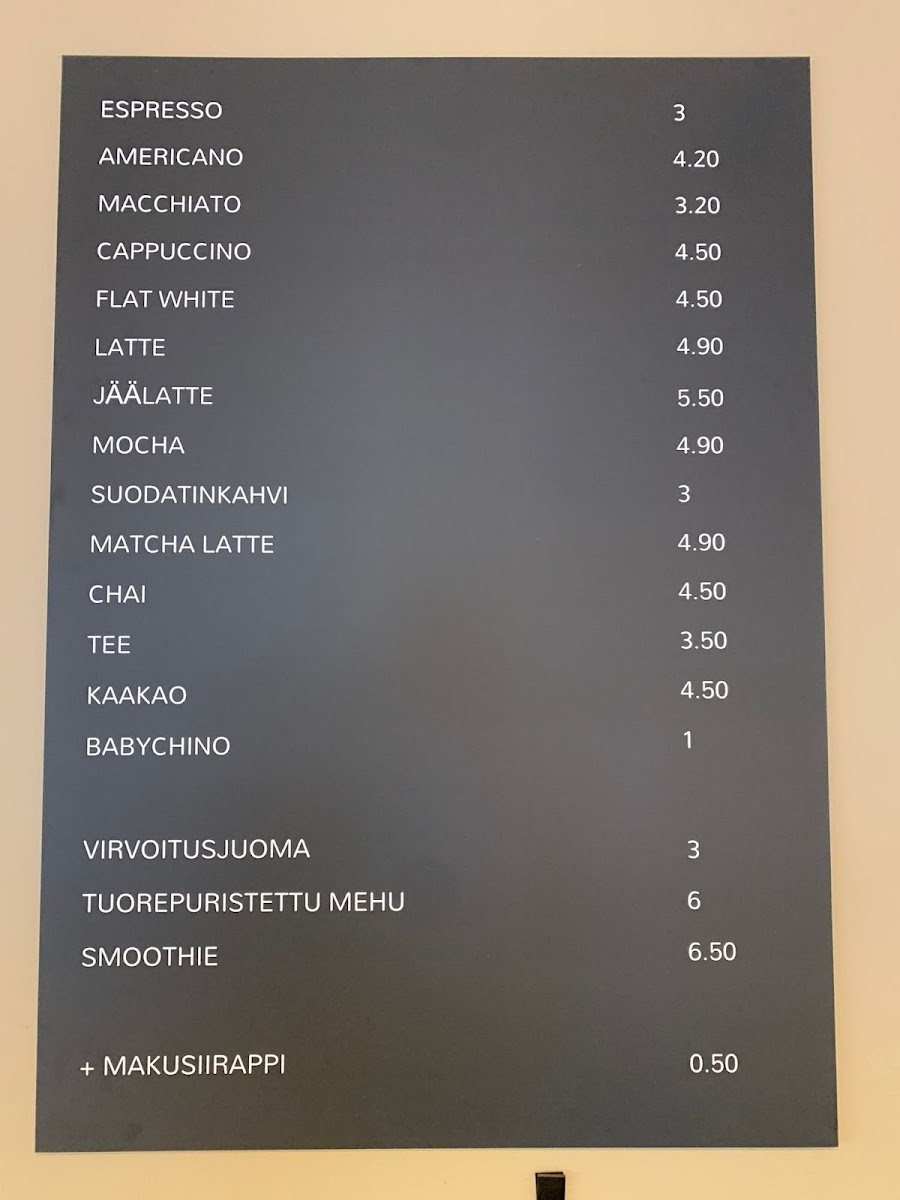 ESPRESSO 3
AMERICANO 4.20
MACCHIATO 3.20
CAPPUCCINO 4.50
FLAT WHITE 4.50
LATTE 4.90
JÄÄLATTE 5.50
MOCHA 4.90
SUODATINKAHVI 3
MATCHA LATTE 4.90
CHAI 4.50
TEE 3.50
KAAKAO 4.50
BABYCHINO 1
VIRVOITUSJUOMA 3
TUOREPURISTETTU MEHU 6
SMOOTHIE 6.50
+ MAKUSIIRAPPI 0.50